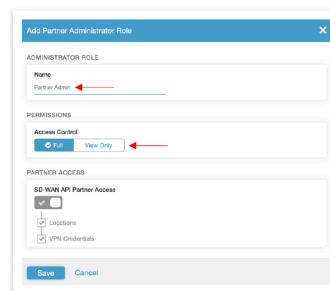 Add Partner Administrator Role
ADMINISTRATOR ROLE
Name
Partner Admin
PERMISSIONS
Access Control
Full View Only
PARTNER ACCESS
SD-WAN API Partner Access
Locations
VPN Credentials
Save Cancel